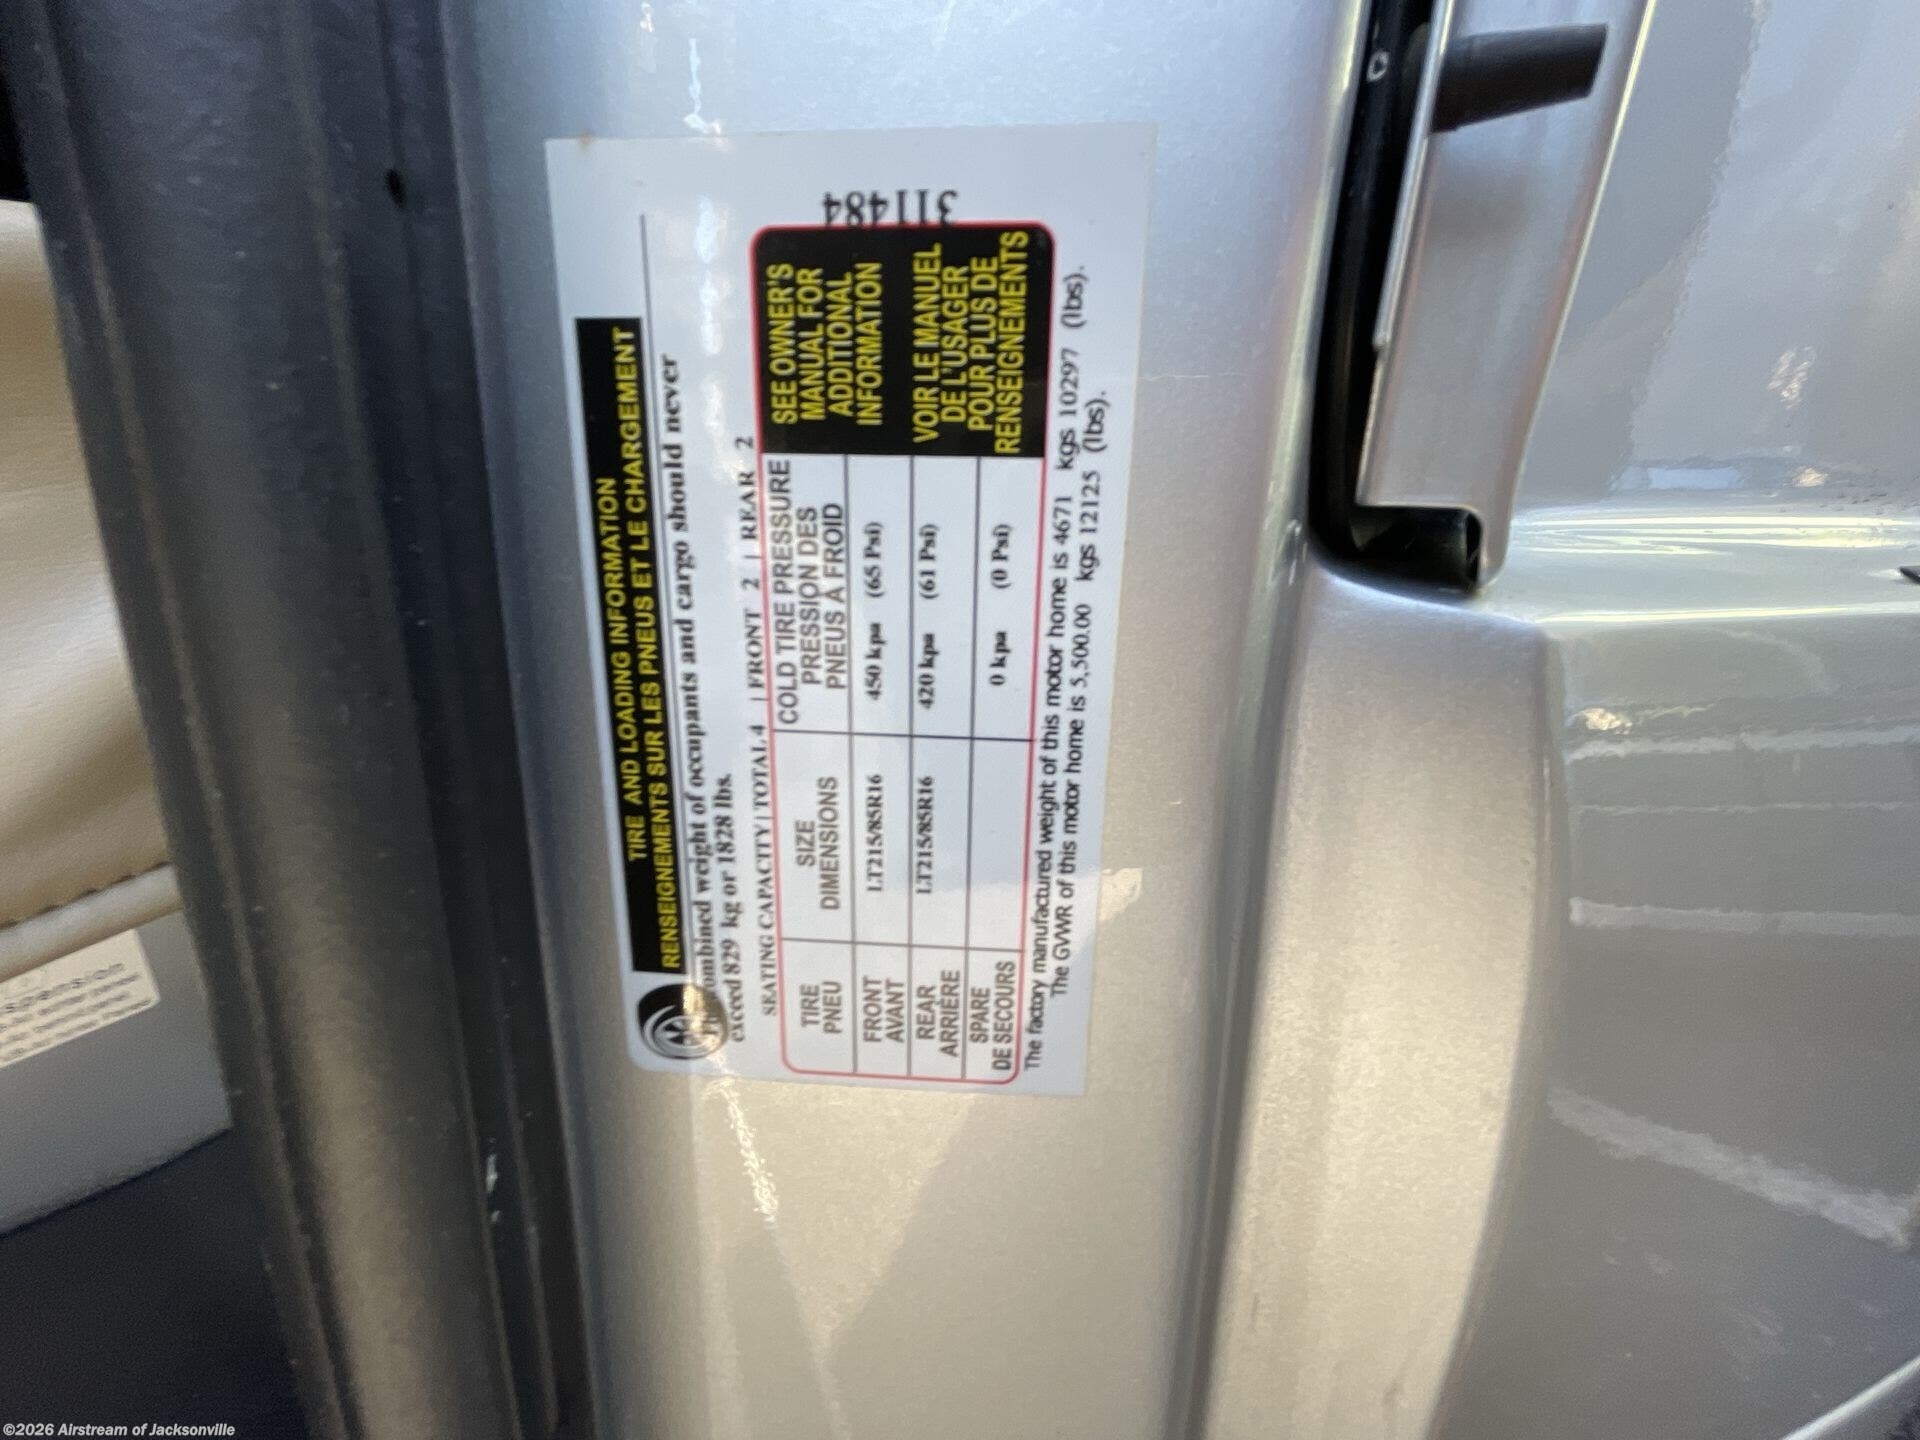 TIRE AND LOADING INFORMATION
RENSEIGNEMENTS SUR LES PNEUS ET LE CHARGEMENT
combined weight of occupants and cargo should never
exceed 829 kg or 1828 lbs.
SEATING CAPACITY | TOTAL 4 | FRONT 2 | REAR 2
TIRE
PNEU
SIZE
DIMENSIONS
COLD TIRE PRESSURE
PRESSION DES
PNEUS A FROID
FRONT
AVANT
LT215/85R16
450 kpa (65 Psi)
REAR
ARRIÈRE
LT215/85R16
420 kpa (61 Psi)
SPARE
DE SECOURS
0 kpa (0 Psi)
SEE OWNER'S
MANUAL FOR
ADDITIONAL
INFORMATION
VOIR LE MANUEL
DE L'USAGER
POUR PLUS DE
RENSEIGNEMENTS
311484
The factory manufactured weight of this motor home is 4671 kgs 10297 (lbs).
The GVWR of this motor home is 5,500.00 kgs 12125 (lbs).
©2026 Airstream of Jacksonville